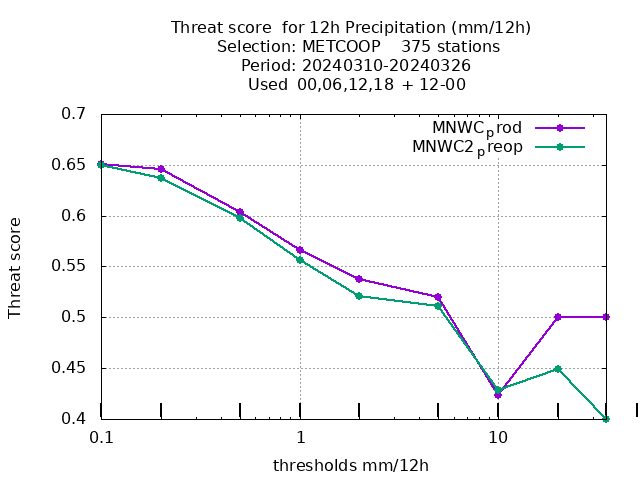 Threat score  for 12h Precipitation (mm/12h)
Selection: METCOOP    375 stations
Period: 20240310-20240326
Used  00,06,12,18 + 12-00
0.7
0.65
0.6
0.55
0.5
0.45
0.4
Threat score
MNWCprod
MNWC2preop
0.1
1
10
thresholds mm/12h